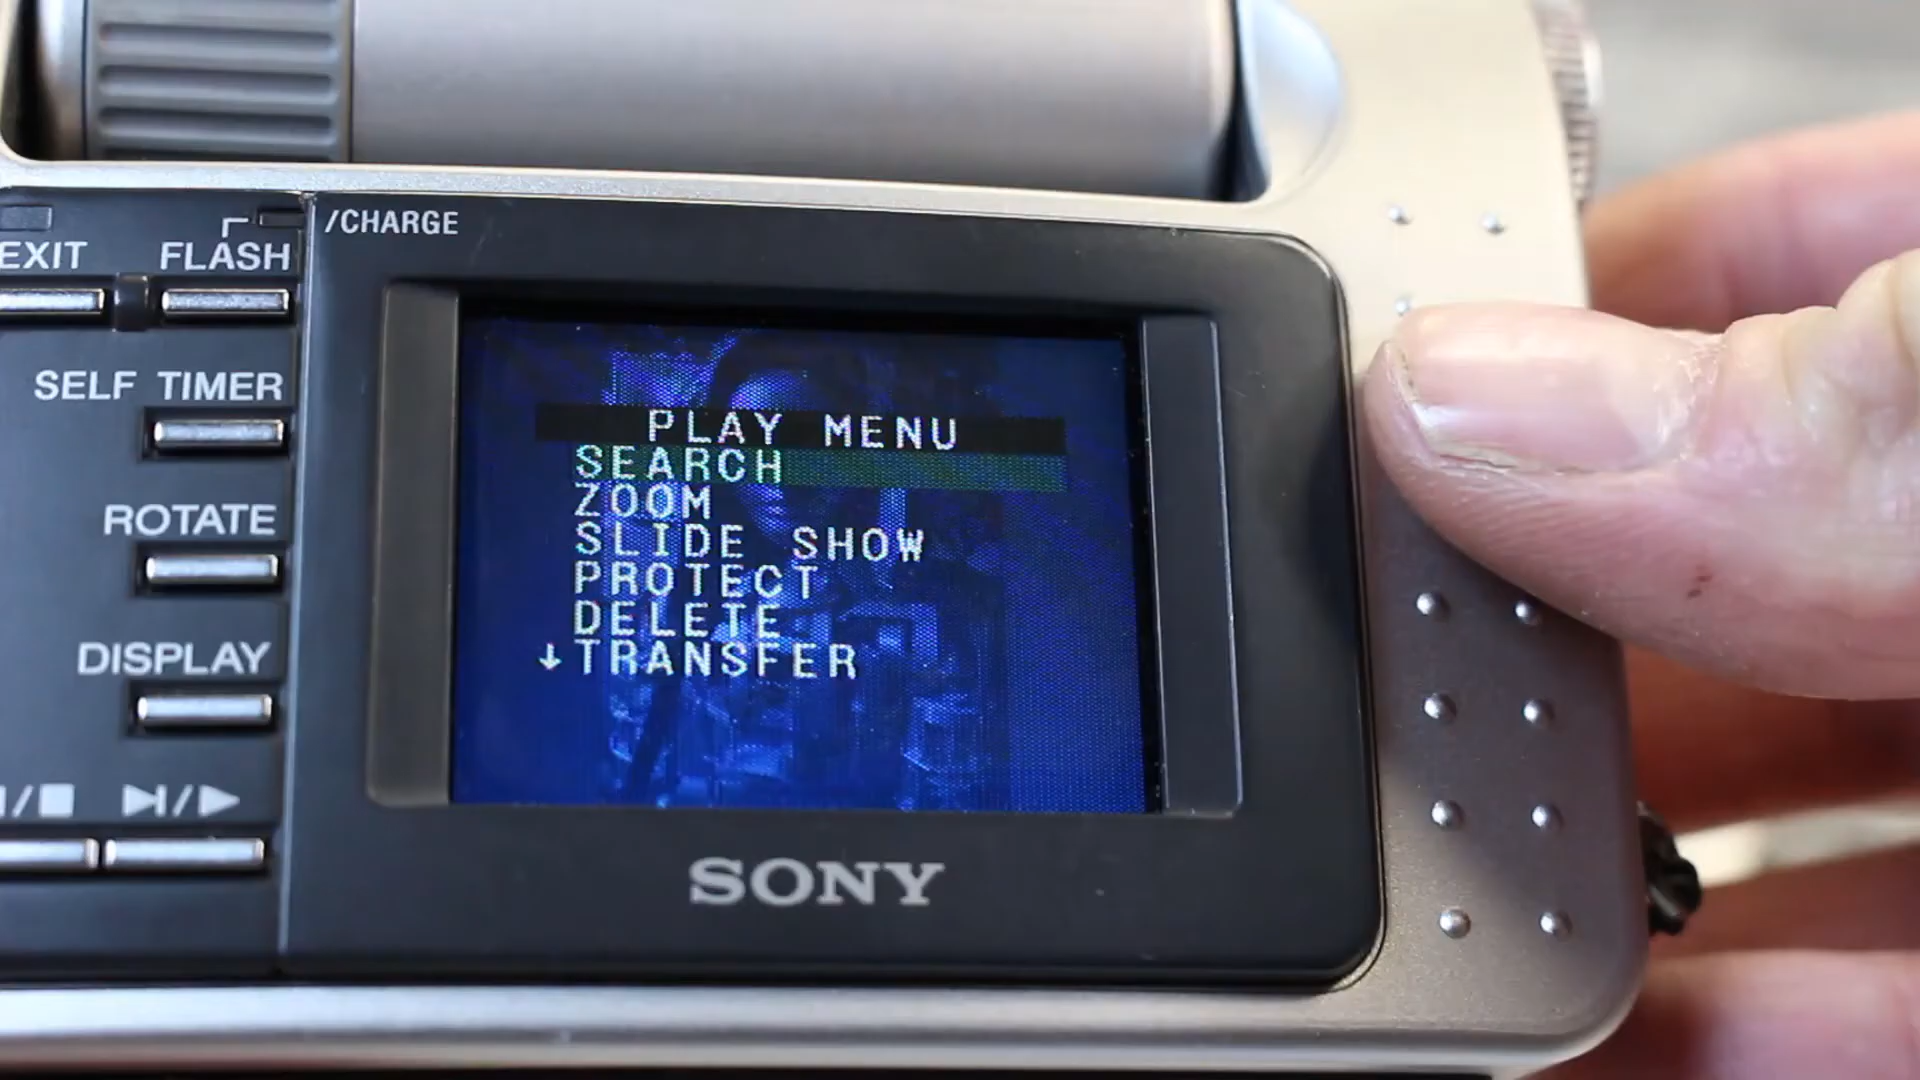 /CHARGE
EXIT FLASH
SELF TIMER
ROTATE
DISPLAY
PLAY MENU
SEARCH
ZOOM
SLIDE SHOW
PROTECT
DELETE
↓TRANSFER
SONY